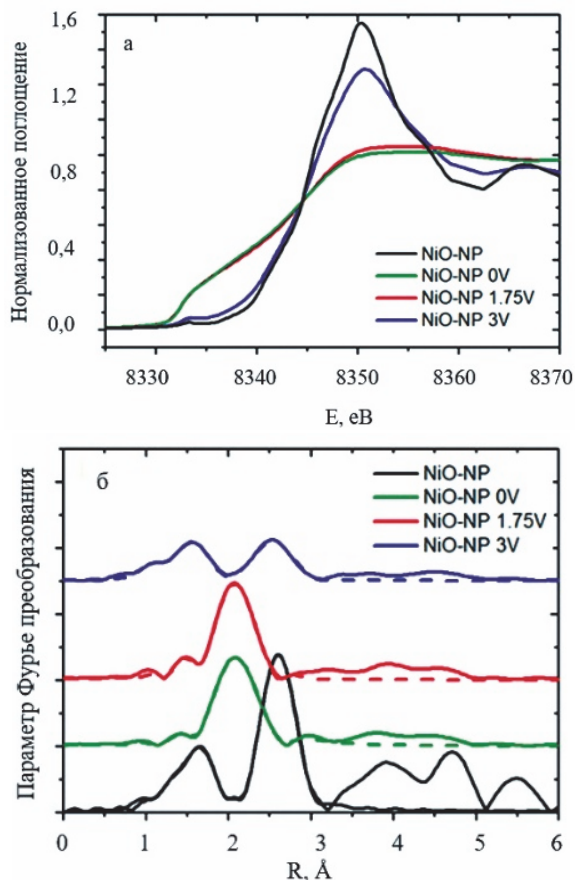 а
1,6
1,2
0,8
0,4
0,0
Нормализованное поглощение
NiO-NP
NiO-NP 0V
NiO-NP 1.75V
NiO-NP 3V
8330 8340 8350 8360 8370
E, eB
б
Параметр Фурье преобразования
NiO-NP
NiO-NP 0V
NiO-NP 1.75V
NiO-NP 3V
0 1 2 3 4 5 6
R, Å